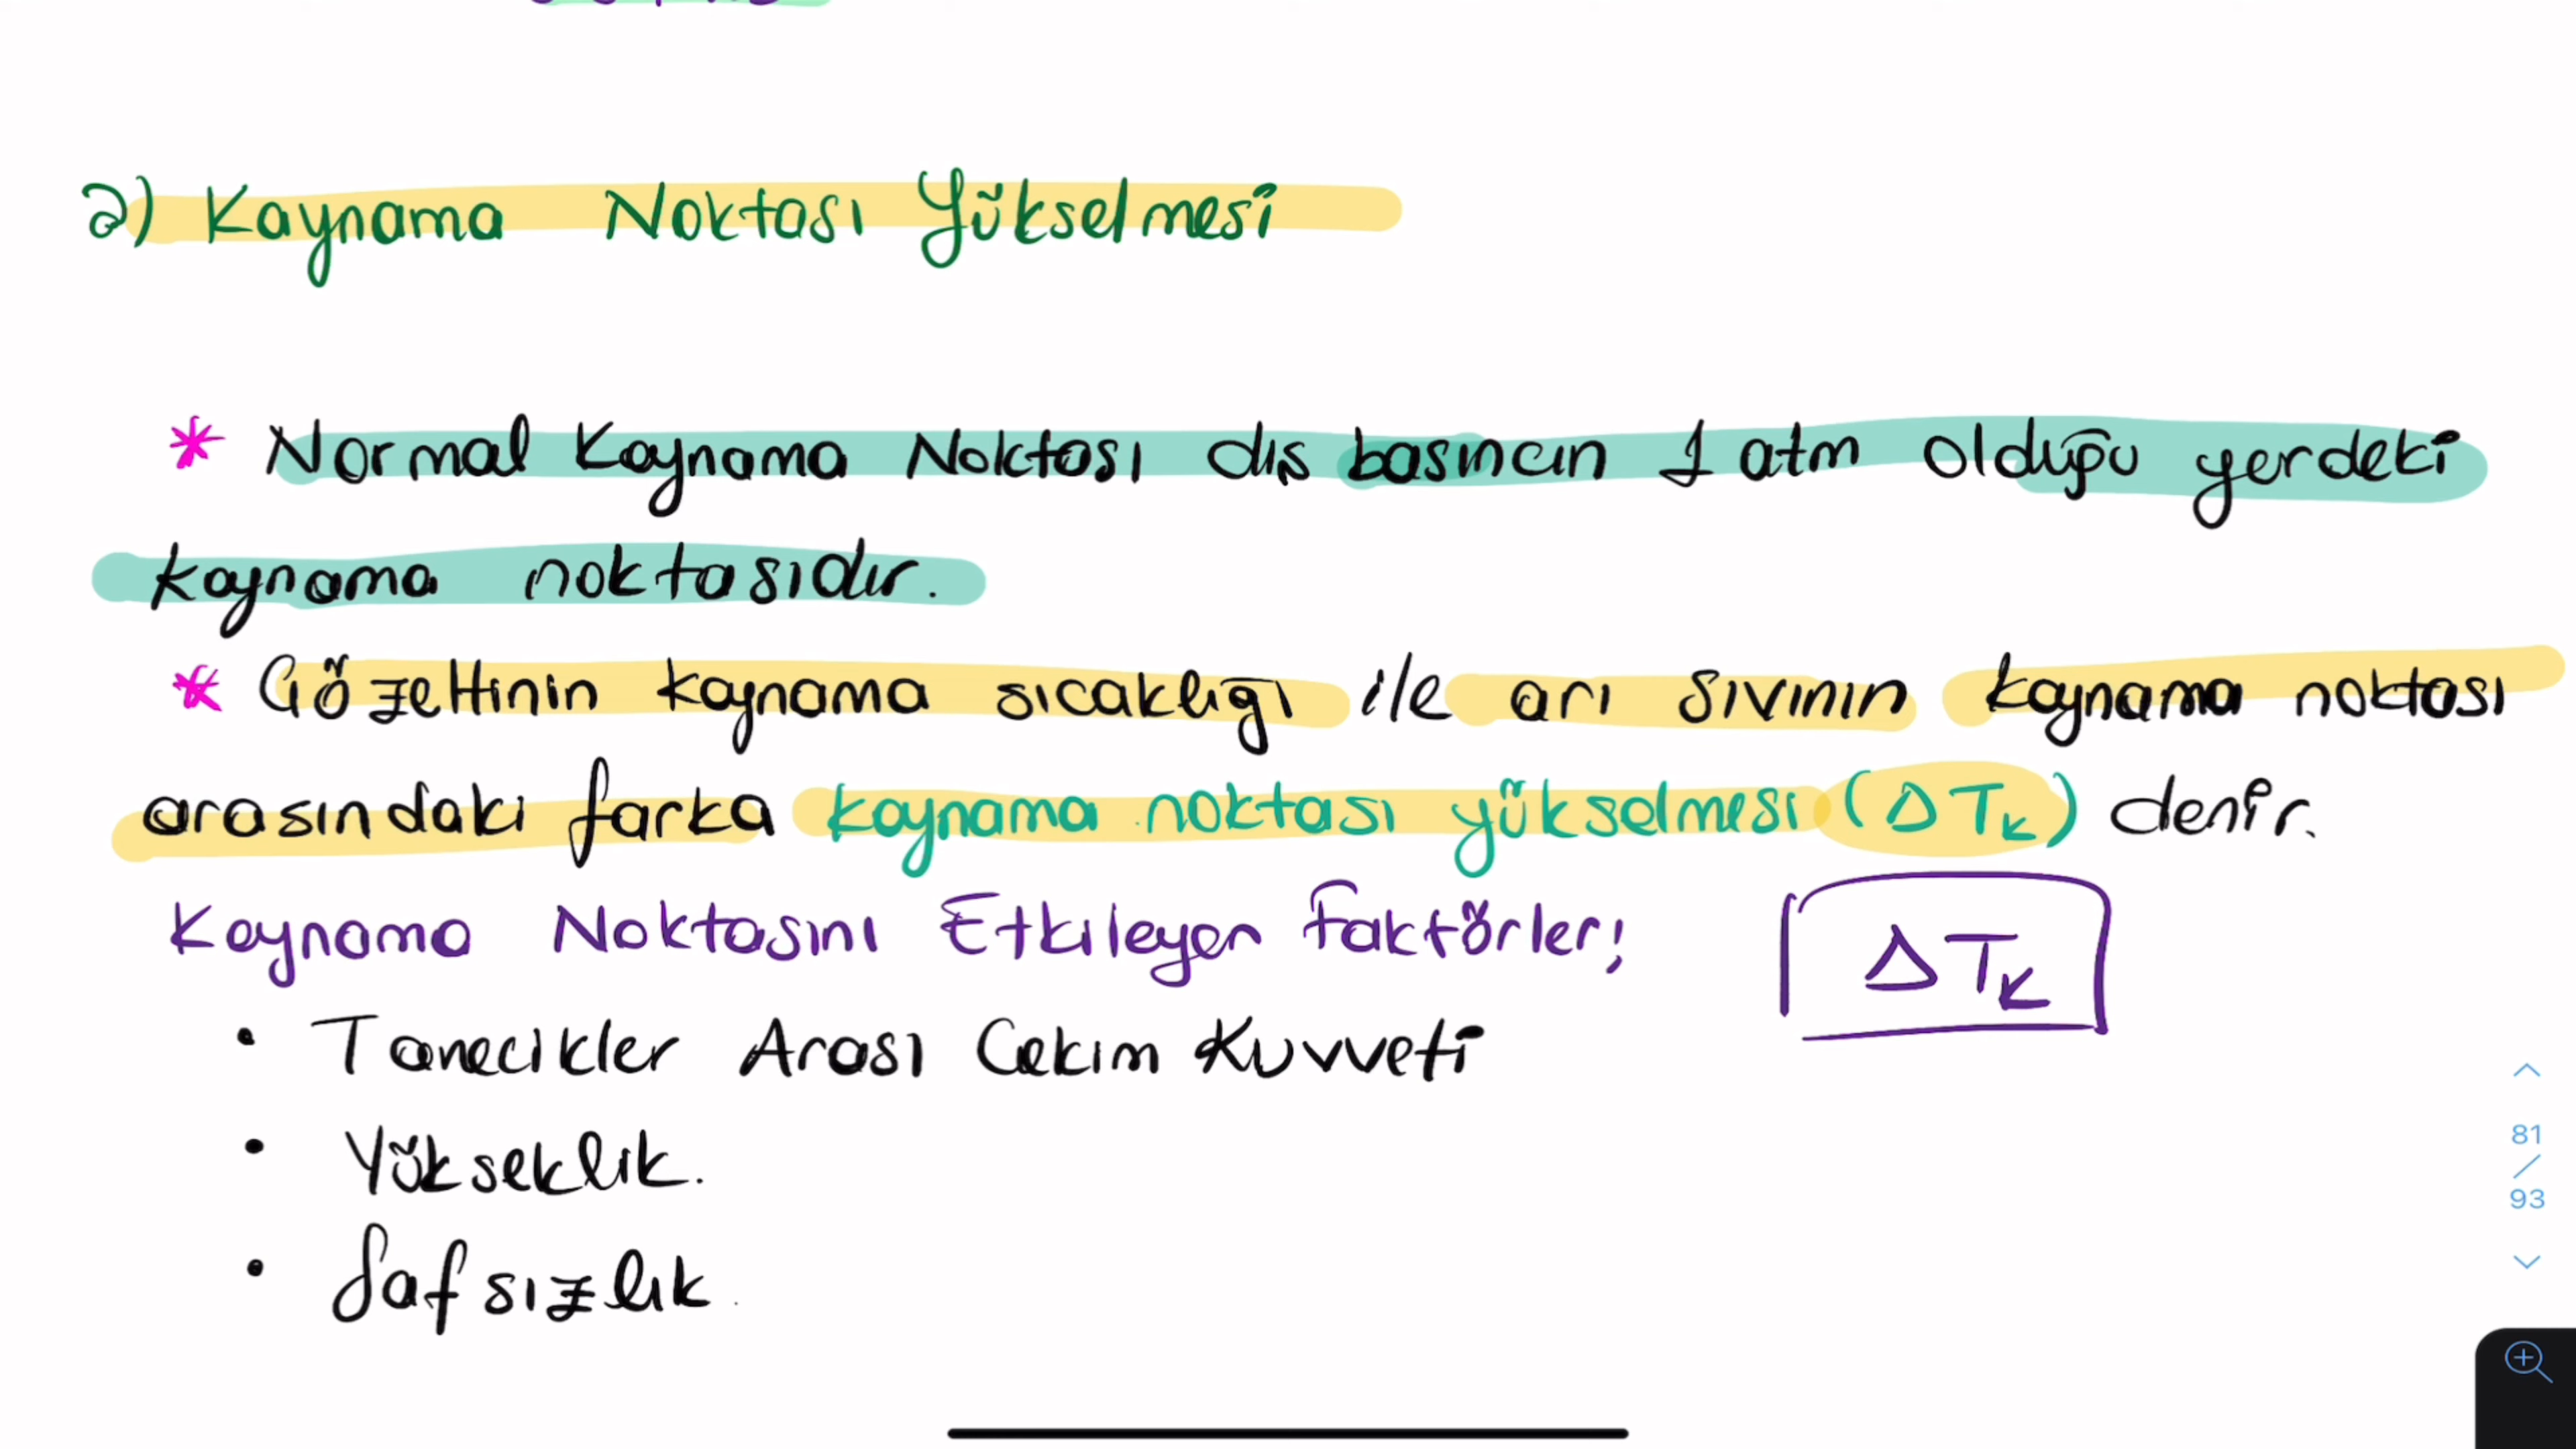 2) Kaynama Noktası Yükselmesi
* Normal Kaynama Noktası dış basıncın 1 atm olduğu yerdeki
kaynama noktasıdır.
* Çözeltinin kaynama sıcaklığı ile arı sıvının kaynama noktası
arasındaki farka kaynama noktası yükselmesi (ΔTK) denir.
Kaynama Noktasını Etkileyen Faktörler;
ΔTK
• Tanecikler Arası Çekim Kuvveti
• Yükseklik.
• Safsızlık.
81
/
93